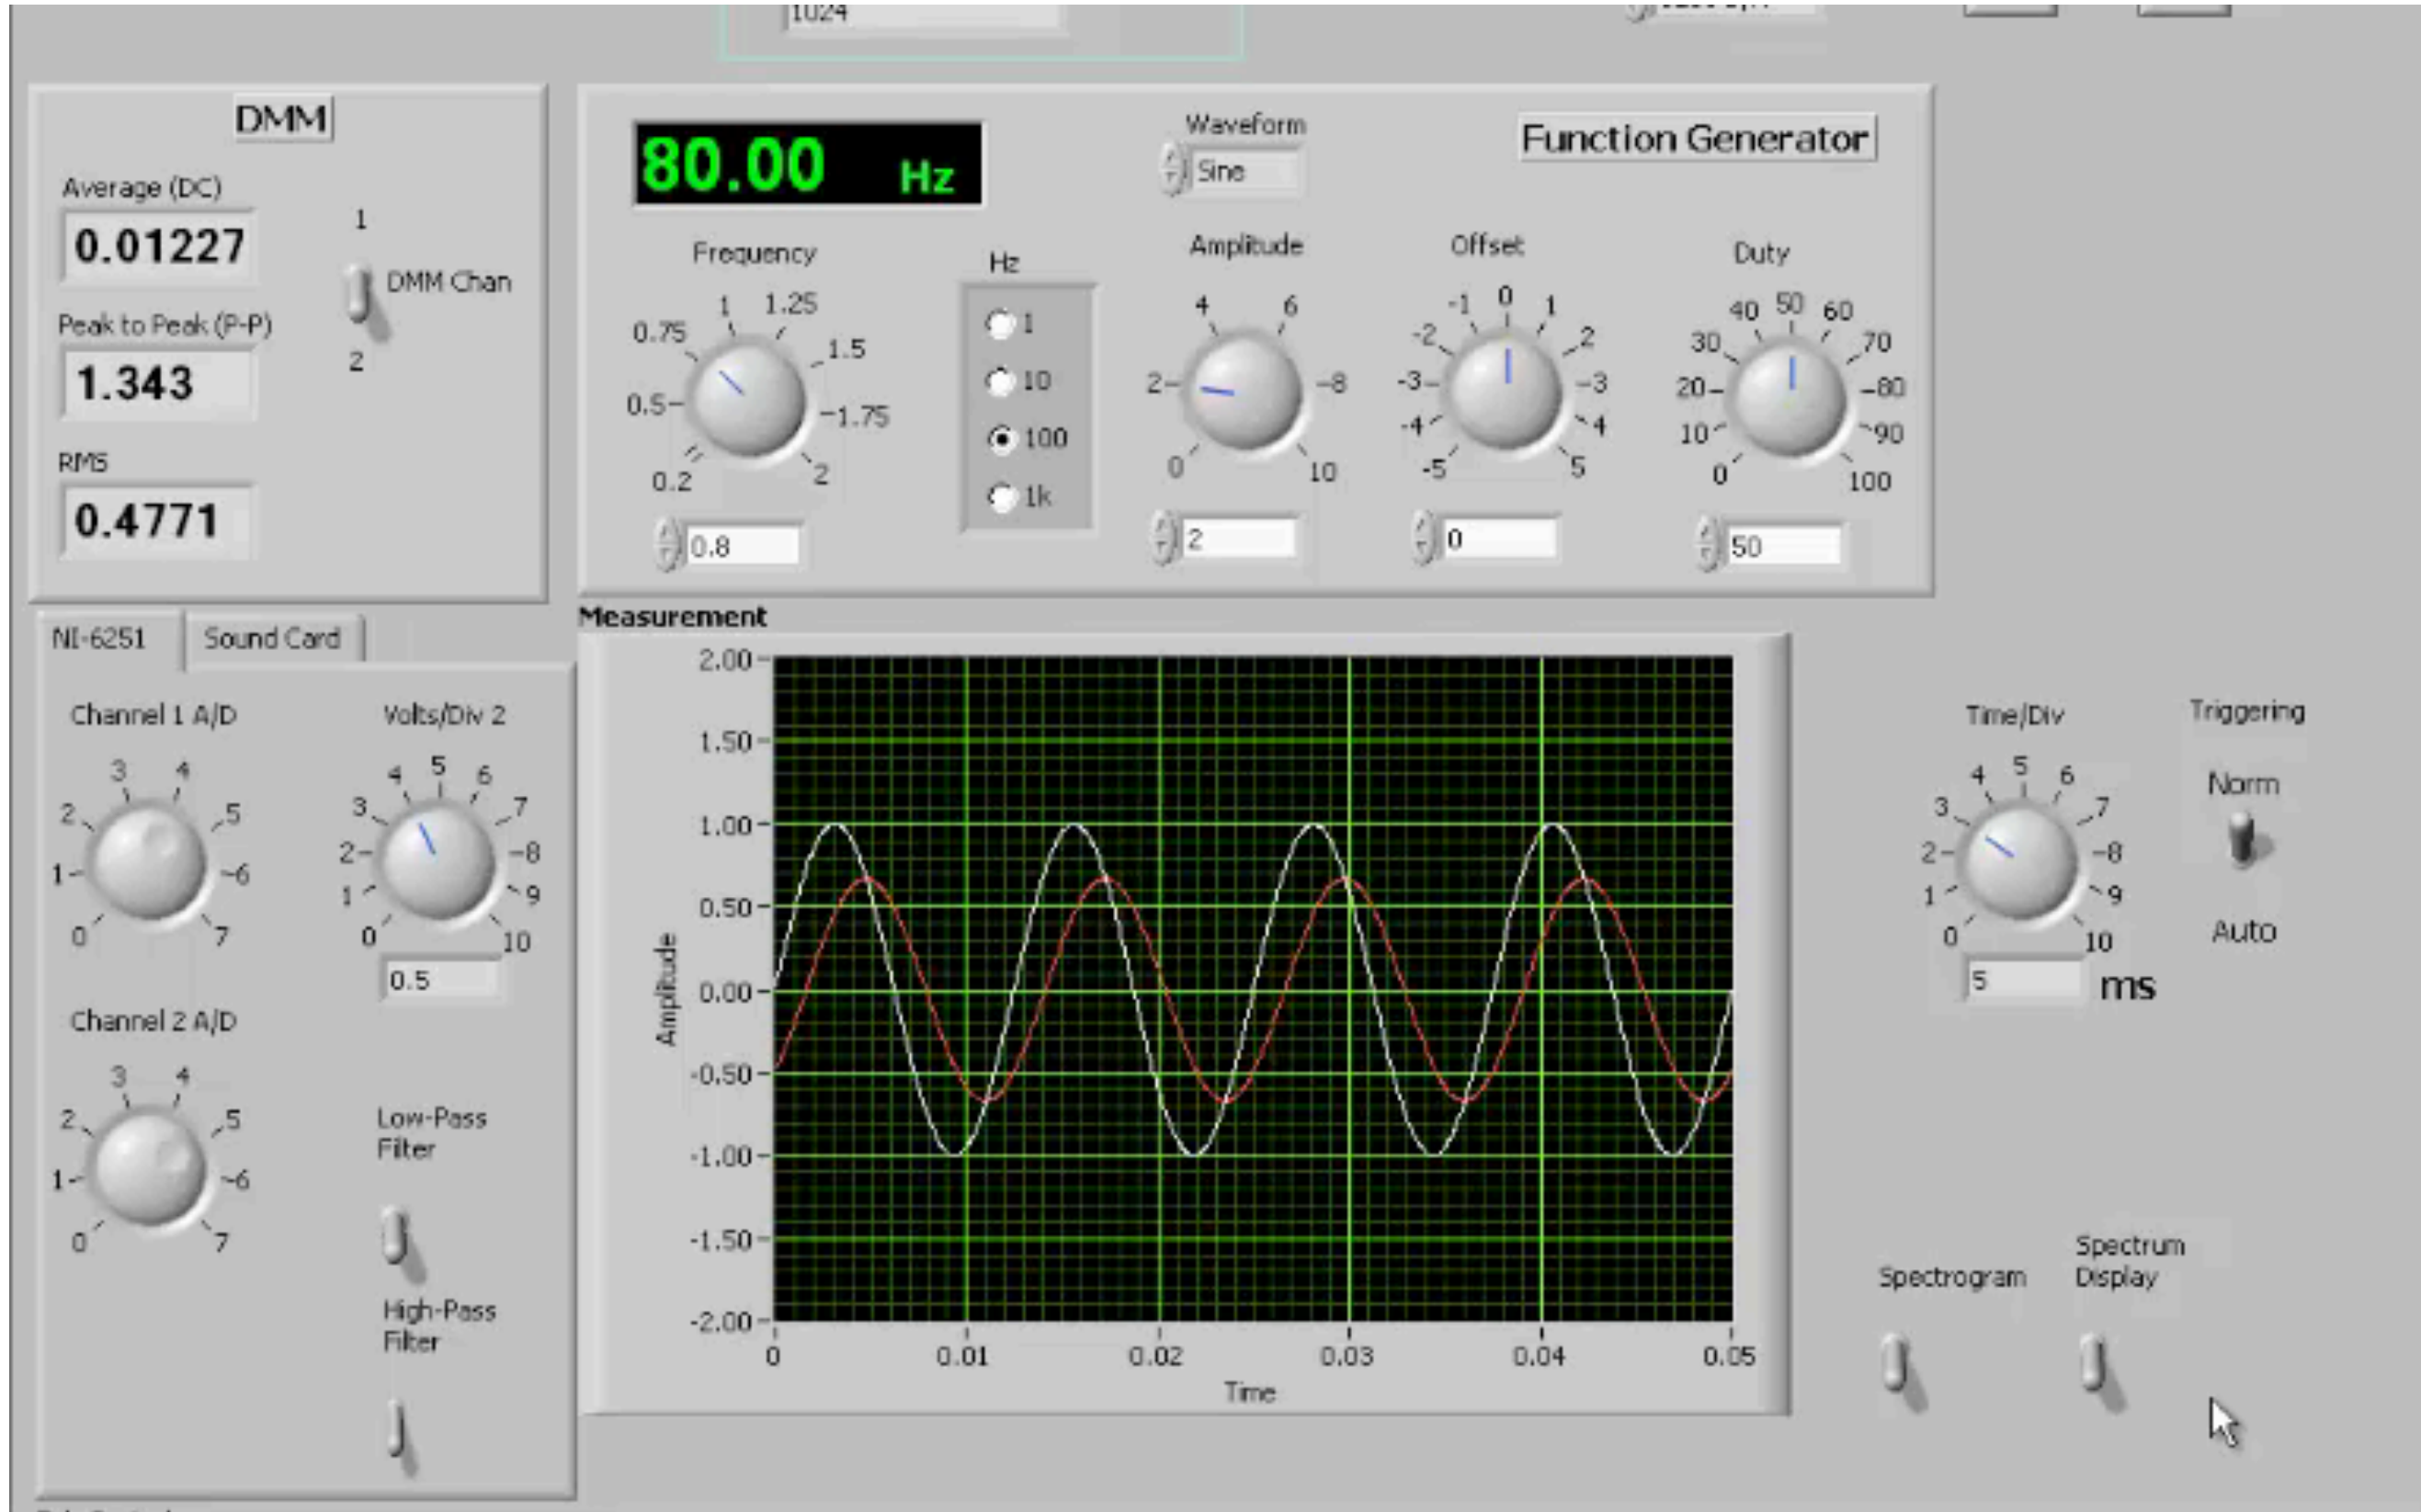 1024
DMM
Average (DC)
0.01227
Peak to Peak (P-P)
1.343
RMS
0.4771
1
DMM Chan
2
80.00 Hz
Waveform
Sine
Function Generator
Frequency
0.2 0.5 0.75 1 1.25 1.5 1.75 2
0.8
Hz
1
10
100
1k
Amplitude
0 2 4 6 8 10
2
Offset
-5 -4 -3 -2 -1 0 1 2 3 4 5
0
Duty
0 10 20 30 40 50 60 70 80 90 100
50
NI-6251
Sound Card
Channel 1 A/D
0 1 2 3 4 5 6 7
Volts/Div 2
0 1 2 3 4 5 6 7 8 9 10
0.5
Channel 2 A/D
0 1 2 3 4 5 6 7
Low-Pass
Filter
High-Pass
Filter
Measurement
Amplitude
2.00
1.50
1.00
0.50
0.00
-0.50
-1.00
-1.50
-2.00
0 0.01 0.02 0.03 0.04 0.05
Time
Time/Div
0 1 2 3 4 5 6 7 8 9 10
5 ms
Triggering
Norm
Auto
Spectrogram
Spectrum
Display